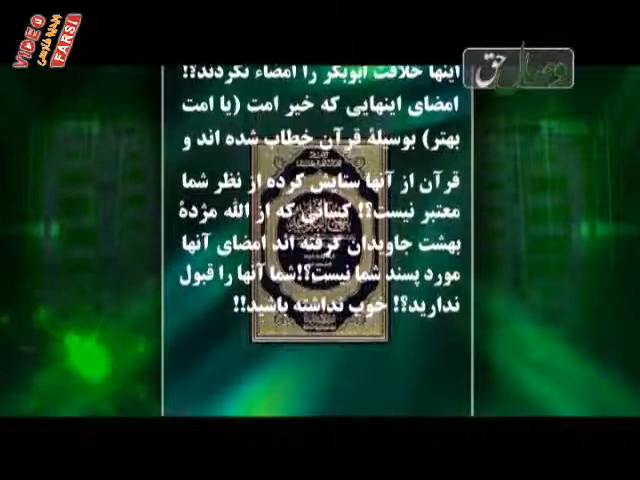 VIDEO FARSI
ویدیو فارسی
وصال حق
اینها خلافت ابوبکر را امضاء نکردند؟!
امضای اینهایی که خیر امت (یا امت
بهتر) بوسیلهٔ قرآن خطاب شده اند و
قرآن از آنها ستایش کرده از نظر شما
معتبر نیست؟! کسانی که از الله مژدهٔ
بهشت جاویدان گرفته اند امضای آنها
مورد پسند شما نیست؟!شما آنها را قبول
ندارید؟! خوب نداشته باشید!!